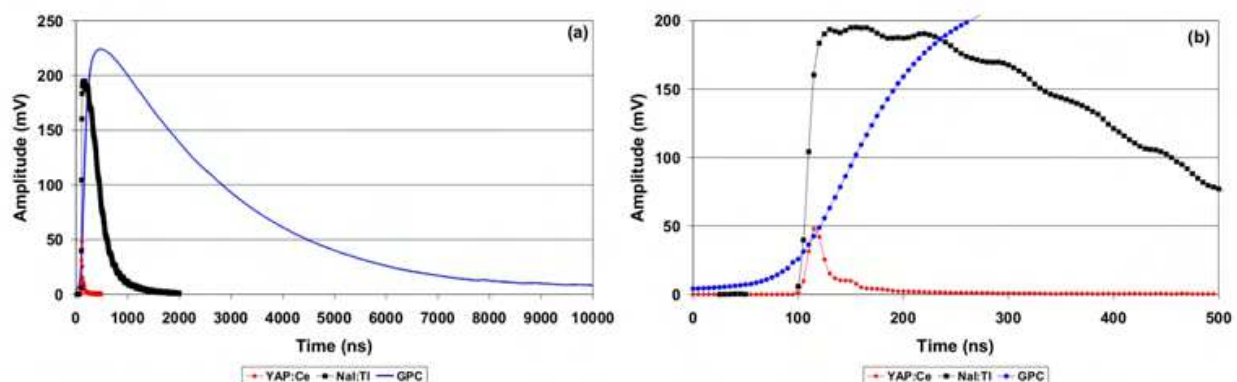 (a)
Amplitude (mV)
250
200
150
100
50
0
0 1000 2000 3000 4000 5000 6000 7000 8000 9000 10000
Time (ns)
YAP:Ce NaI:Tl GPC
(b)
Amplitude (mV)
200
150
100
50
0
0 100 200 300 400 500
Time (ns)
YAP:Ce NaI:Tl GPC